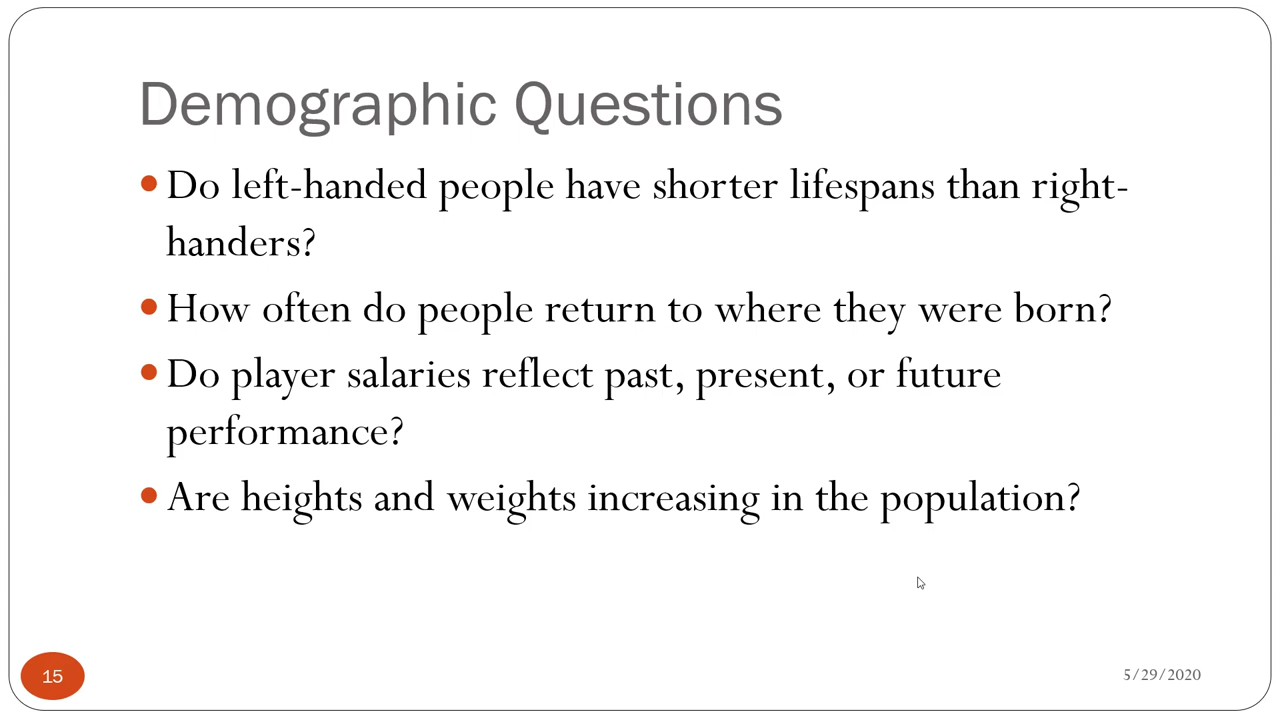 Demographic Questions
• Do left-handed people have shorter lifespans than right-
handers?
• How often do people return to where they were born?
• Do player salaries reflect past, present, or future
performance?
• Are heights and weights increasing in the population?
15
5/29/2020